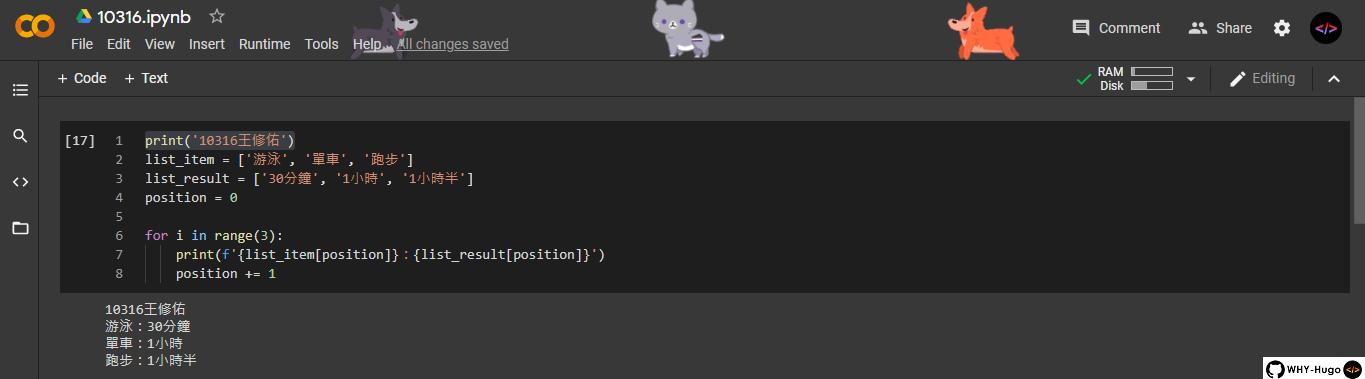 10316.ipynb
File Edit View Insert Runtime Tools Help All changes saved
Comment Share </>
+ Code + Text
RAM
Disk
Editing
[17]
1 print('10316王修佑')
2 list_item = ['游泳', '單車', '跑步']
3 list_result = ['30分鐘', '1小時', '1小時半']
4 position = 0
5
6 for i in range(3):
7     print(f'{list_item[position]}：{list_result[position]}')
8     position += 1
10316王修佑
游泳：30分鐘
單車：1小時
跑步：1小時半
WHY-Hugo </>